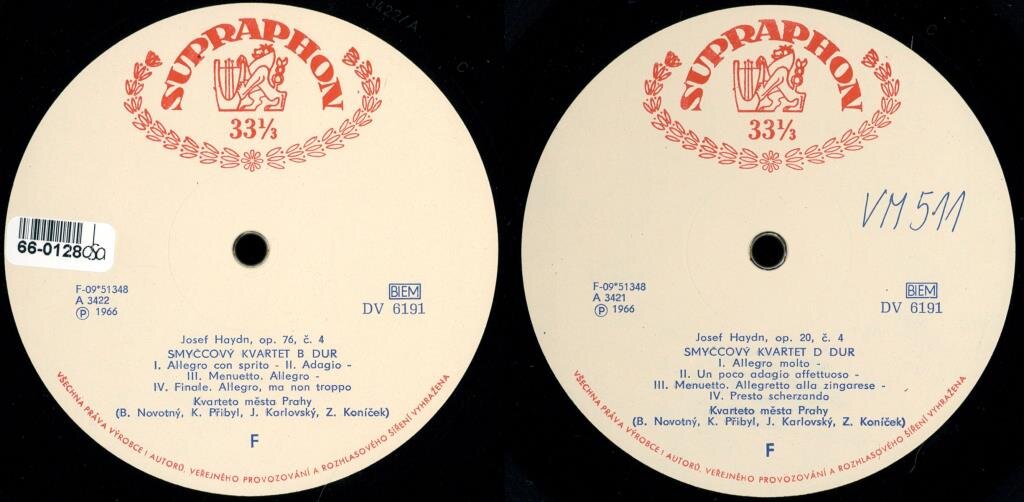 3422/A
SUPRAPHON
33⅓
66-0128
F-09*51348
A 3422
Ⓟ 1966
BIEM
DV 6191
Josef Haydn, op. 76, č. 4
SMYČCOVÝ KVARTET B DUR
I. Allegro con sprito - II. Adagio -
III. Menuetto. Allegro -
IV. Finale. Allegro, ma non troppo
Kvarteto města Prahy
(B. Novotný, K. Přibyl, J. Karlovský, Z. Koníček)
F
VŠECHNA PRÁVA VÝROBCE I AUTORŮ, VEŘEJNÉHO PROVOZOVÁNÍ A ROZHLASOVÉHO ŠÍŘENÍ VYHRAŽENA
SUPRAPHON
33⅓
VM 511
F-09*51348
A 3421
Ⓟ 1966
BIEM
DV 6191
Josef Haydn, op. 20, č. 4
SMYČCOVÝ KVARTET D DUR
I. Allegro molto -
II. Un poco adagio affettuoso -
III. Menuetto. Allegretto alla zingarese -
IV. Presto scherzando
Kvarteto města Prahy
(B. Novotný, K. Přibyl, J. Karlovský, Z. Koníček)
F
VŠECHNA PRÁVA VÝROBCE I AUTORŮ, VEŘEJNÉHO PROVOZOVÁNÍ A ROZHLASOVÉHO ŠÍŘENÍ VYHRAŽENA